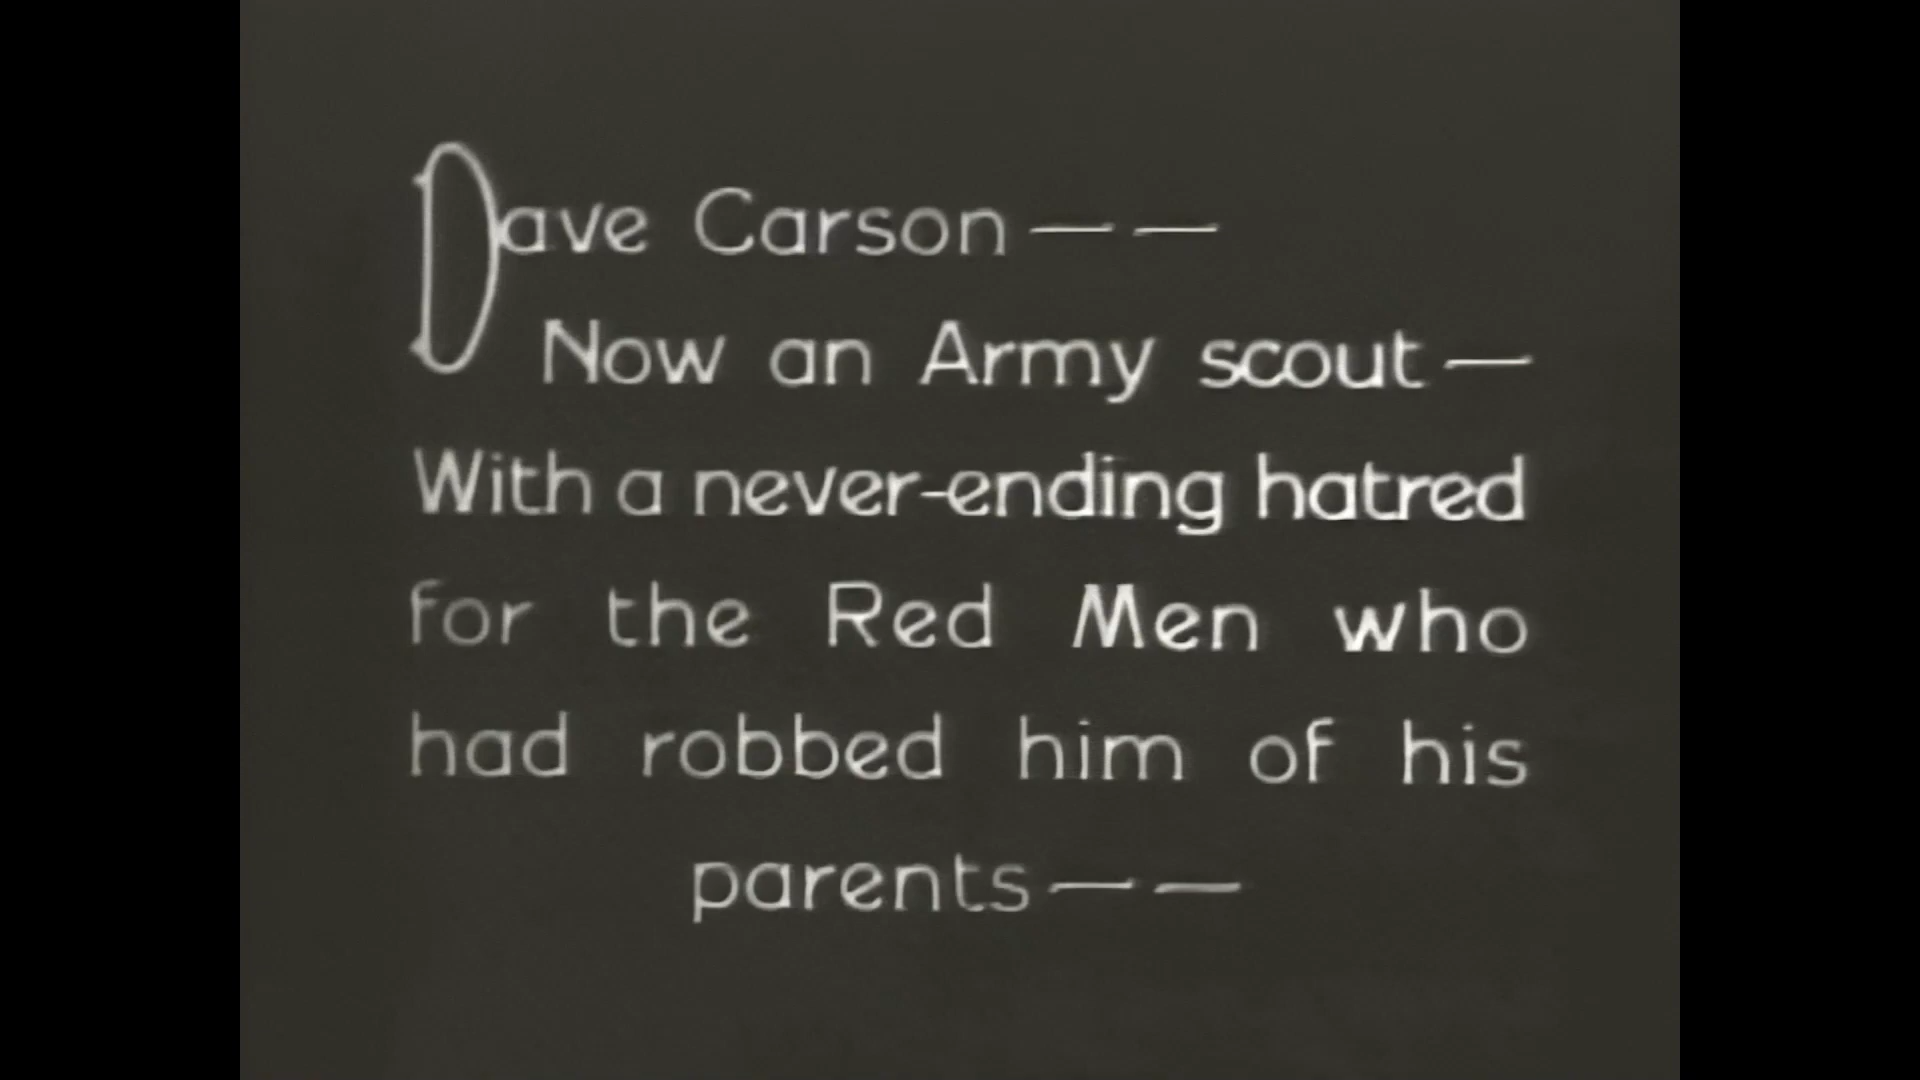 Dave Carson — —
Now an Army scout —
With a never-ending hatred
for the Red Men who
had robbed him of his
parents — —